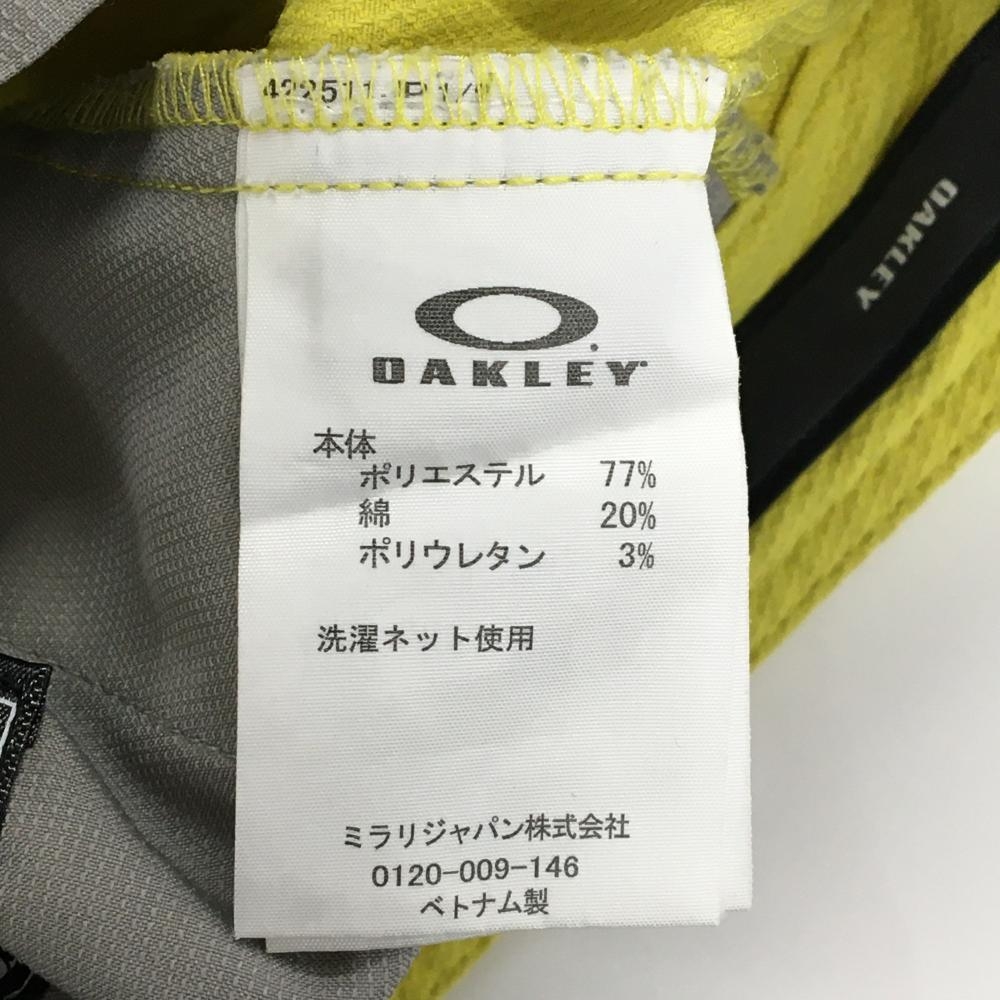 422511JP 1/
OAKLEY
本体
ポリエステル 77%
綿 20%
ポリウレタン 3%
洗濯ネット使用
ミラリジャパン株式会社
0120-009-146
ベトナム製
OAKLEY